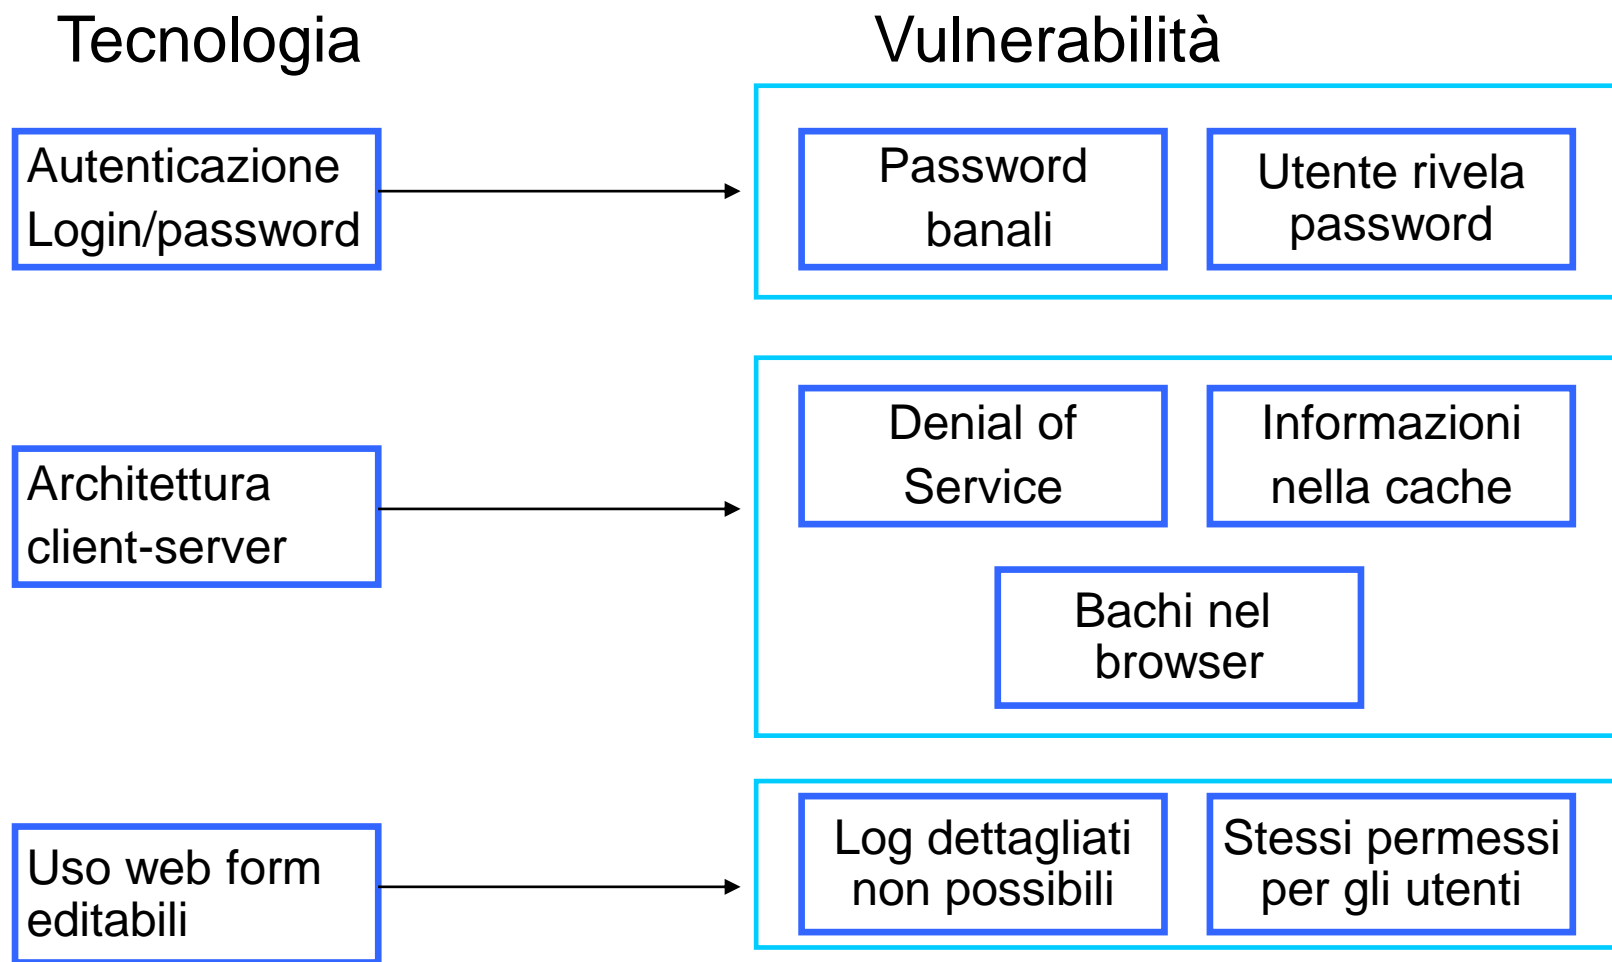 Tecnologia
Vulnerabilità
Autenticazione
Login/password
Password
banali
Utente rivela
password
Architettura
client-server
Denial of
Service
Informazioni
nella cache
Bachi nel
browser
Uso web form
editabili
Log dettagliati
non possibili
Stessi permessi
per gli utenti